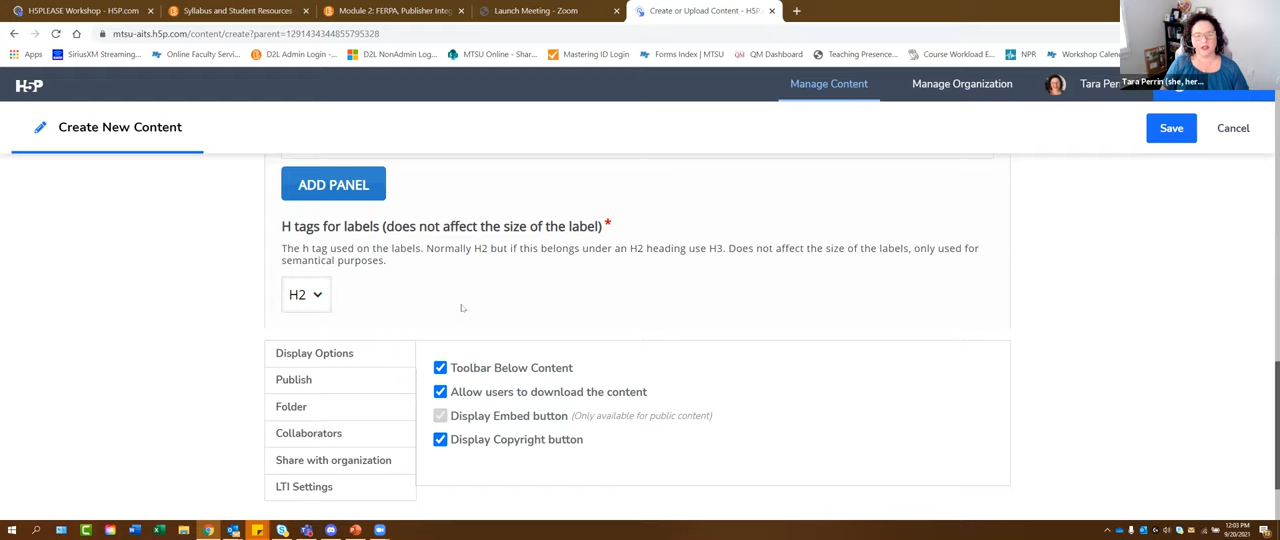 H5PLEASE Workshop - H5P.com
Syllabus and Student Resources
Module 2: FERPA, Publisher Integ
Launch Meeting - Zoom
Create or Upload Content - H5P
mtsu-aits.h5p.com/content/create?parent=1291434344855795328
Apps
SiriusXM Streaming...
Online Faculty Servi...
D2L Admin Login -...
D2L NonAdmin Log...
MTSU Online - Shar...
Mastering ID Login
Forms Index | MTSU
QM Dashboard
Teaching Presence...
Course Workload E...
NPR
Workshop Calend
Tara Perrin (she, her...
H5P
Manage Content
Manage Organization
Tara Perr
Create New Content
Save
Cancel
ADD PANEL
H tags for labels (does not affect the size of the label) *
The h tag used on the labels. Normally H2 but if this belongs under an H2 heading use H3. Does not affect the size of the labels, only used for
semantical purposes.
H2
Display Options
Publish
Folder
Collaborators
Share with organization
LTI Settings
Toolbar Below Content
Allow users to download the content
Display Embed button (Only available for public content)
Display Copyright button
12:03 PM
9/20/2021